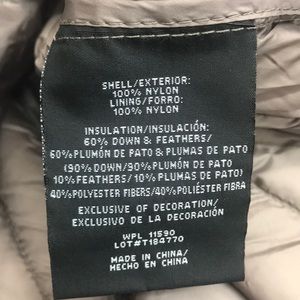 SHELL/EXTERIOR:
100% NYLON
LINING/FORRO:
100% NYLON
INSULATION/INSULACIÓN:
60% DOWN & FEATHERS/
60% PLUMÓN DE PATO & PLUMAS DE PATO
(90% DOWN/90% PLUMÓN DE PATO
10% FEATHERS/10% PLUMAS DE PATO)
40% POLYESTER FIBERS/40% POLIÉSTER FIBRA
EXCLUSIVE OF DECORATION/
EXCLUSIVO DE LA DECORACIÓN
WPL 11590
LOT#T184770
MADE IN CHINA/
HECHO EN CHINA